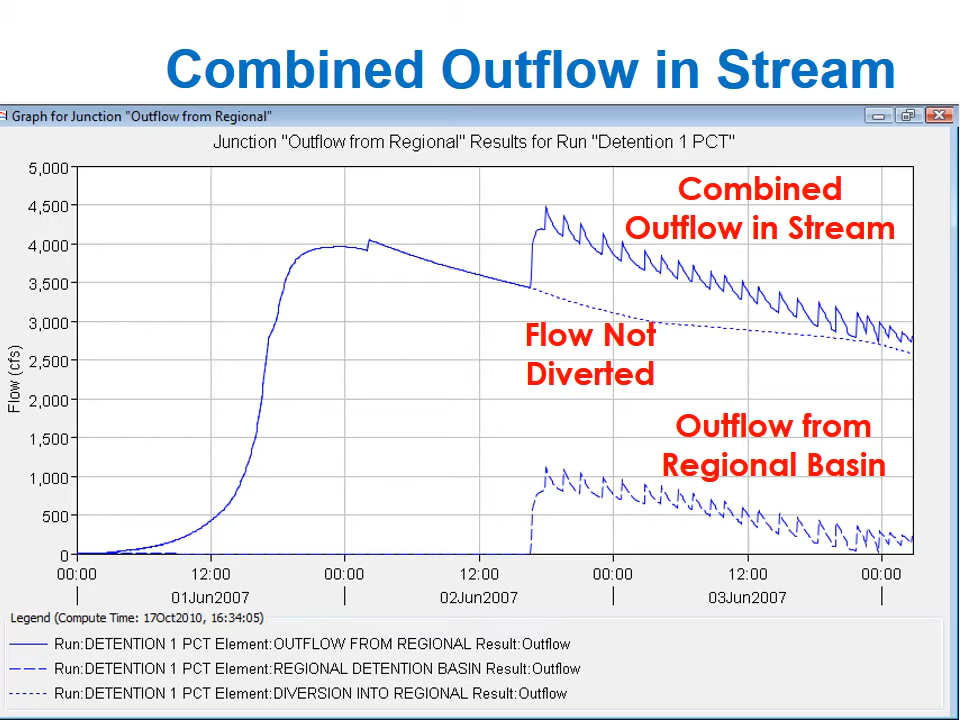 Combined Outflow in Stream
Graph for Junction "Outflow from Regional"
Junction "Outflow from Regional" Results for Run "Detention 1 PCT"
5,000
4,500
4,000
3,500
3,000
2,500
2,000
1,500
1,000
500
0
Flow (cfs)
Combined
Outflow in Stream
Flow Not
Diverted
Outflow from
Regional Basin
00:00 12:00 00:00 12:00 00:00 12:00 00:00
01Jun2007 02Jun2007 03Jun2007
Legend (Compute Time: 17Oct2010, 16:34:05)
Run:DETENTION 1 PCT Element:OUTFLOW FROM REGIONAL Result:Outflow
Run:DETENTION 1 PCT Element:REGIONAL DETENTION BASIN Result:Outflow
Run:DETENTION 1 PCT Element:DIVERSION INTO REGIONAL Result:Outflow